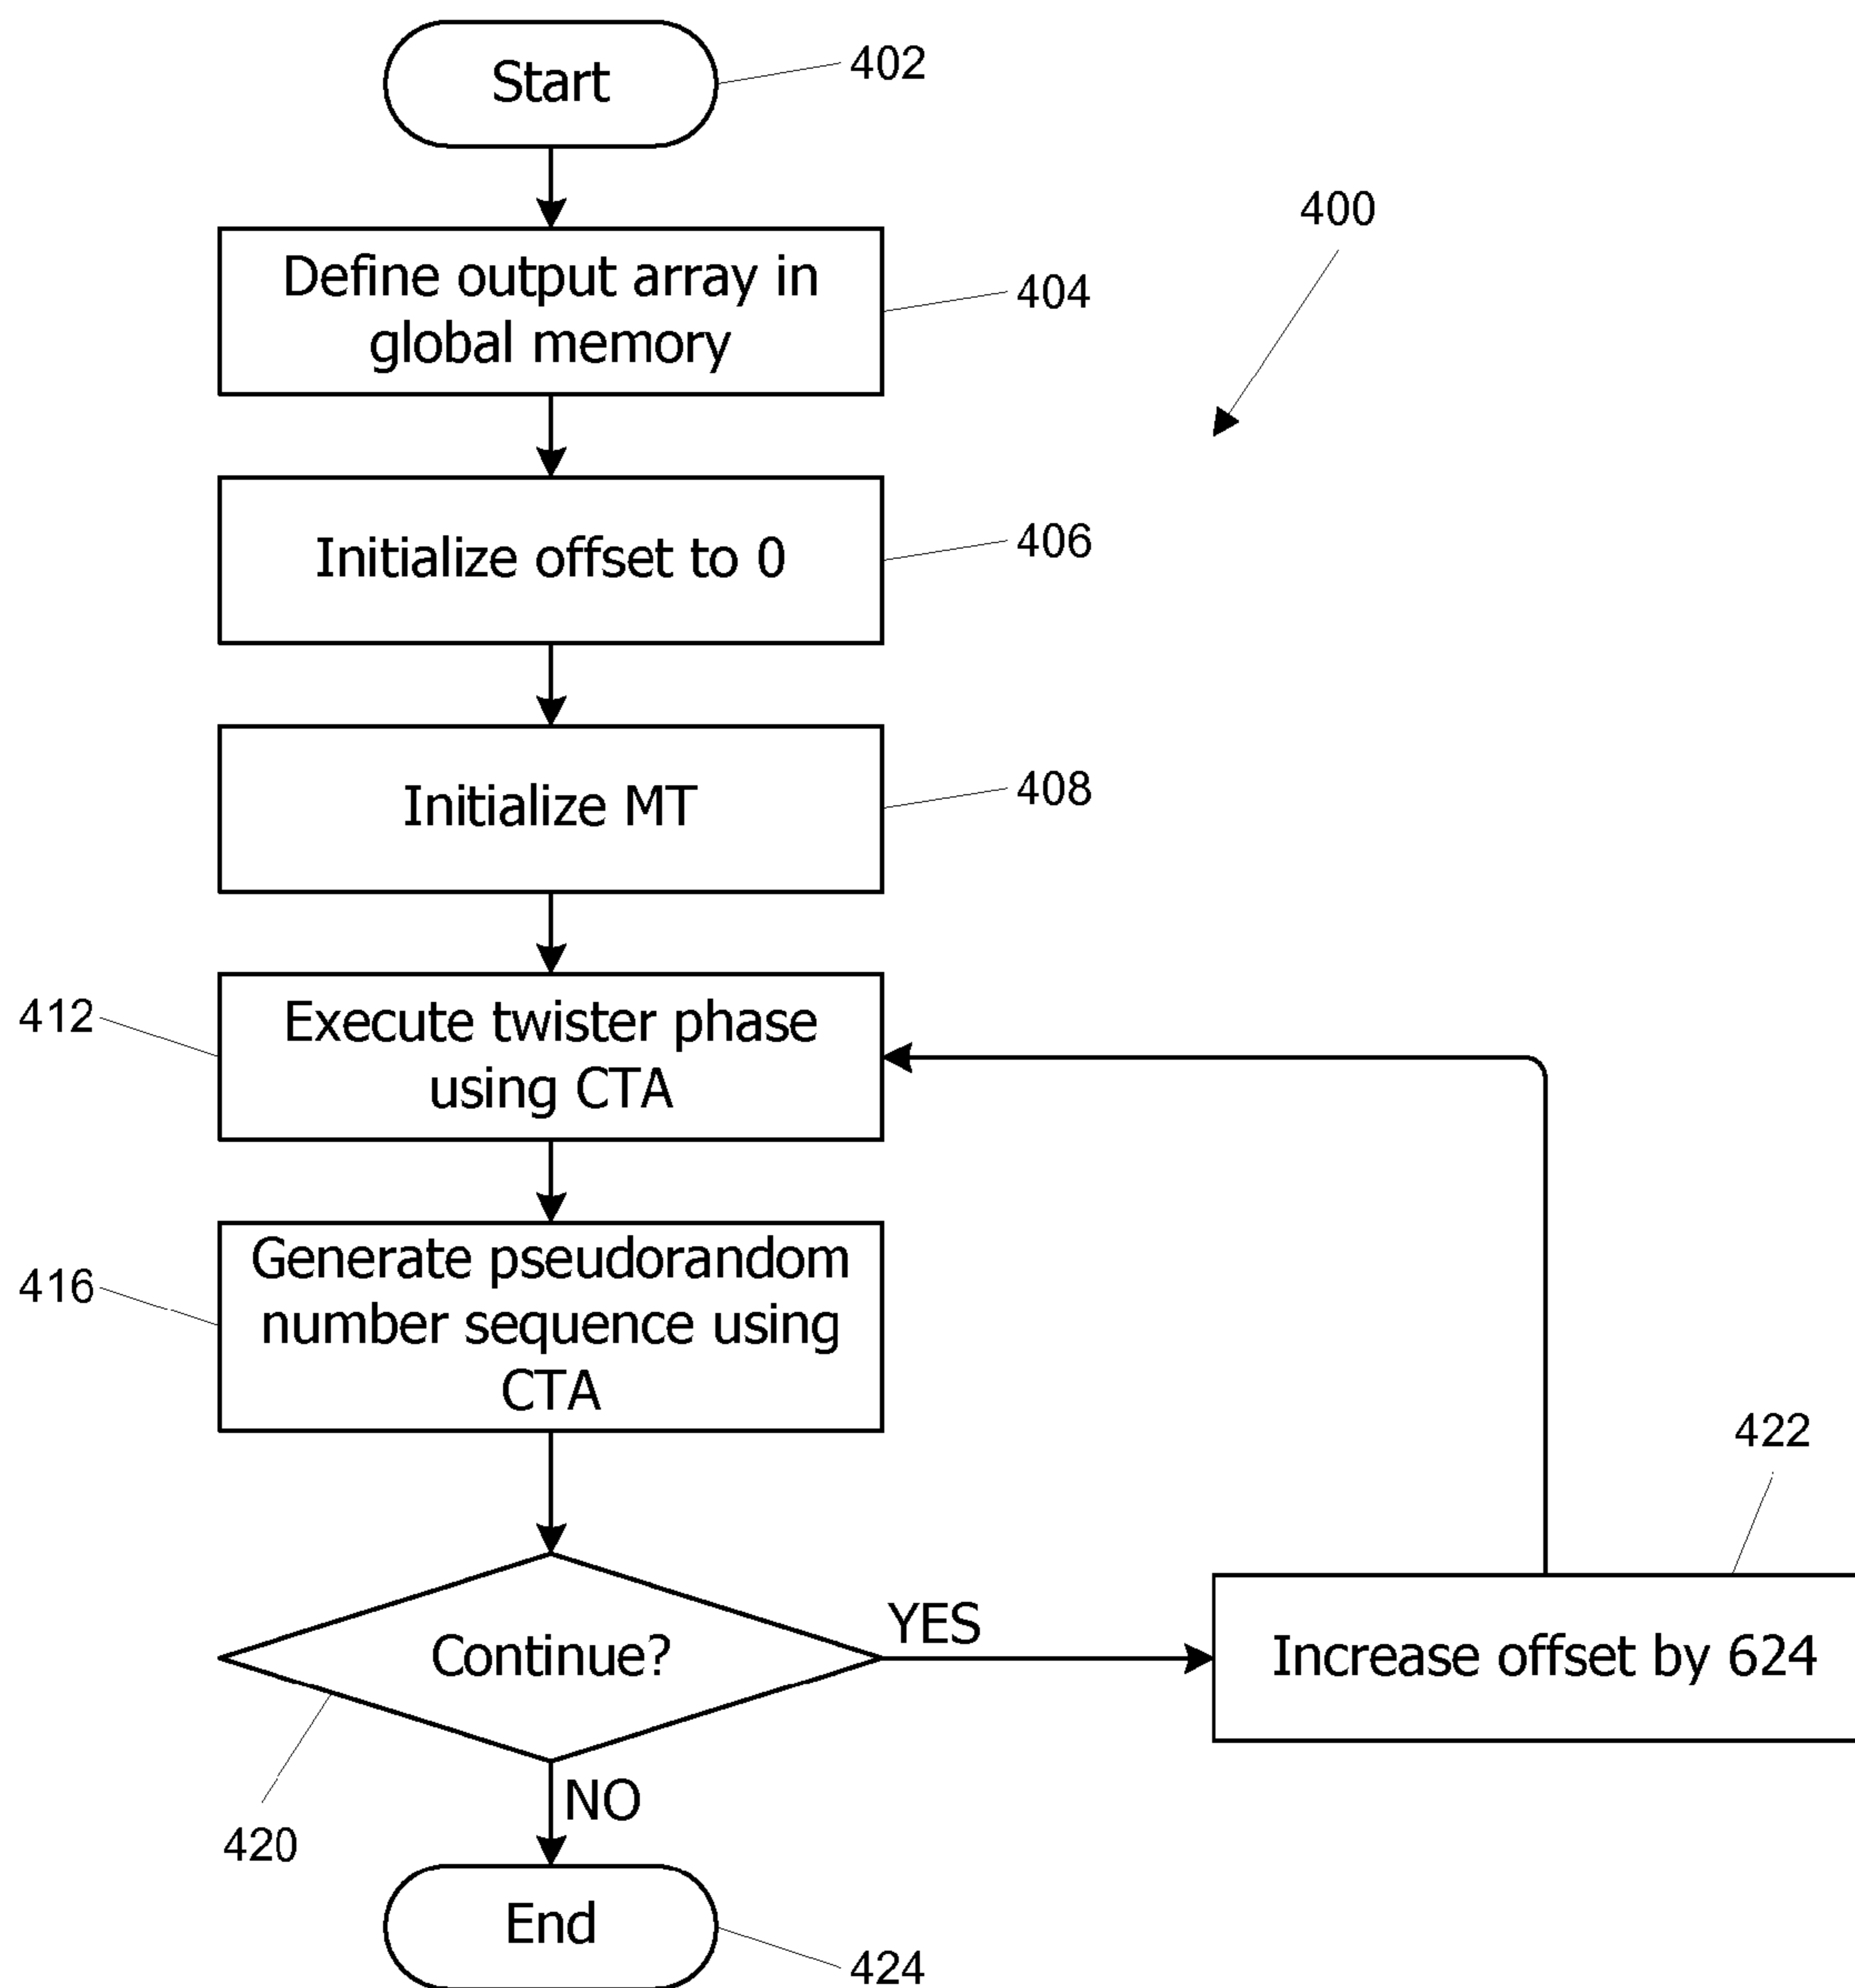 Start
402
Define output array in
global memory
404
400
Initialize offset to 0
406
Initialize MT
408
412
Execute twister phase
using CTA
416
Generate pseudorandom
number sequence using
CTA
422
Continue?
YES
Increase offset by 624
420
NO
End
424